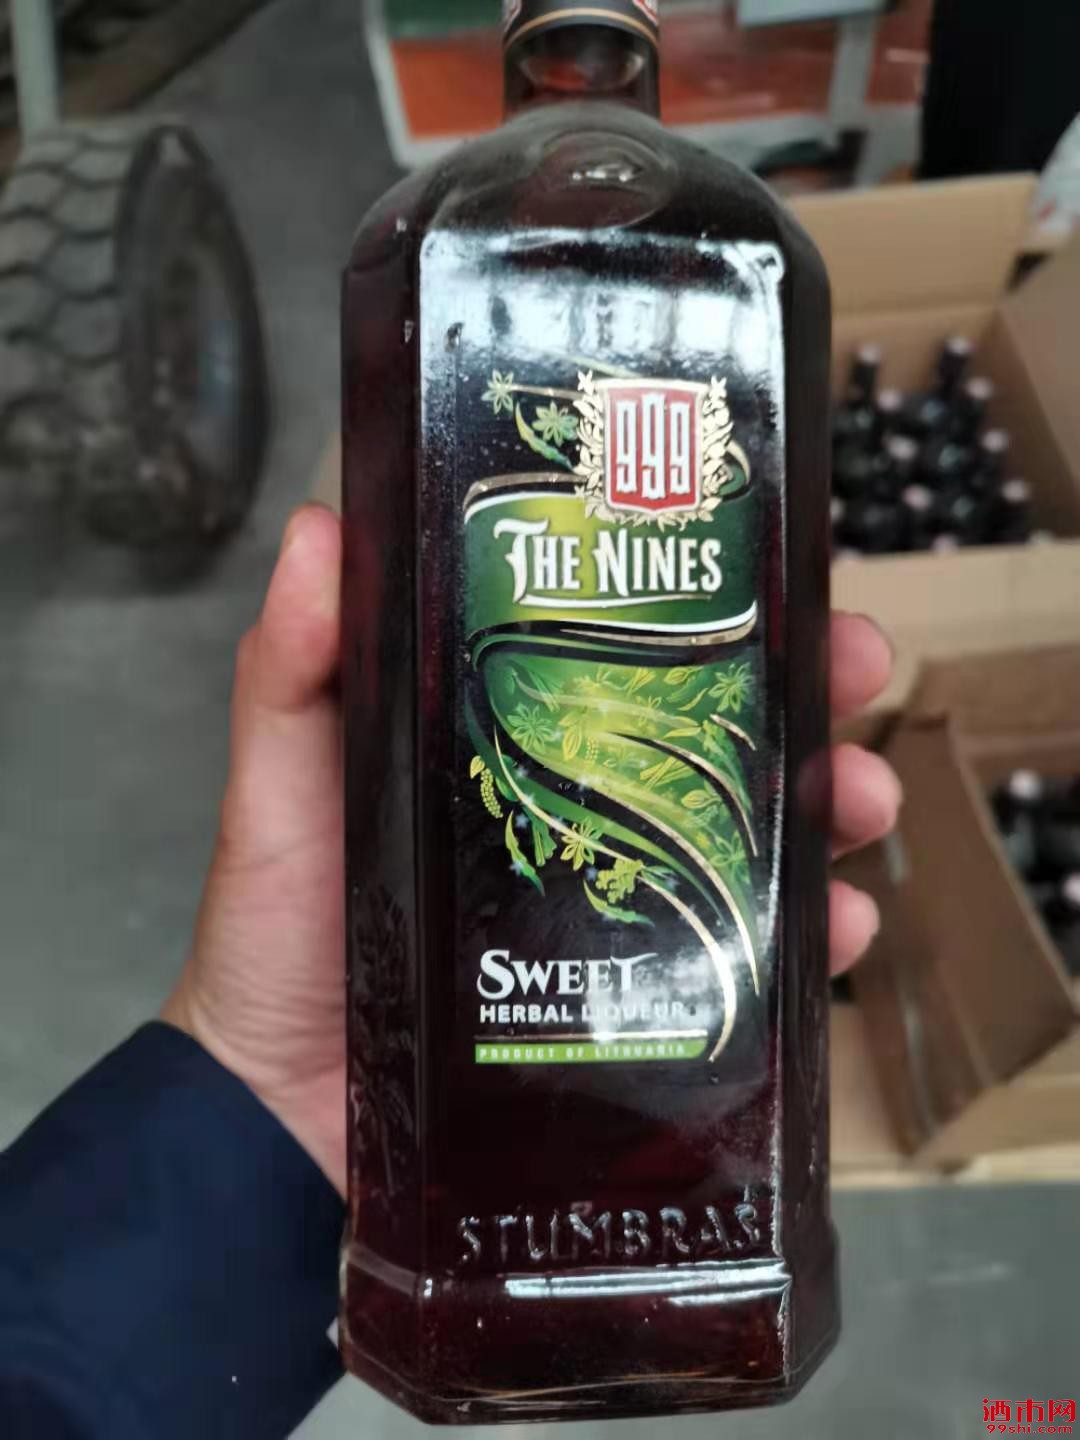 999
THE NINES
SWEET
HERBAL LIQUEUR
PRODUCT OF LITHUANIA
STUMBRAS
酒市网
99shi.com